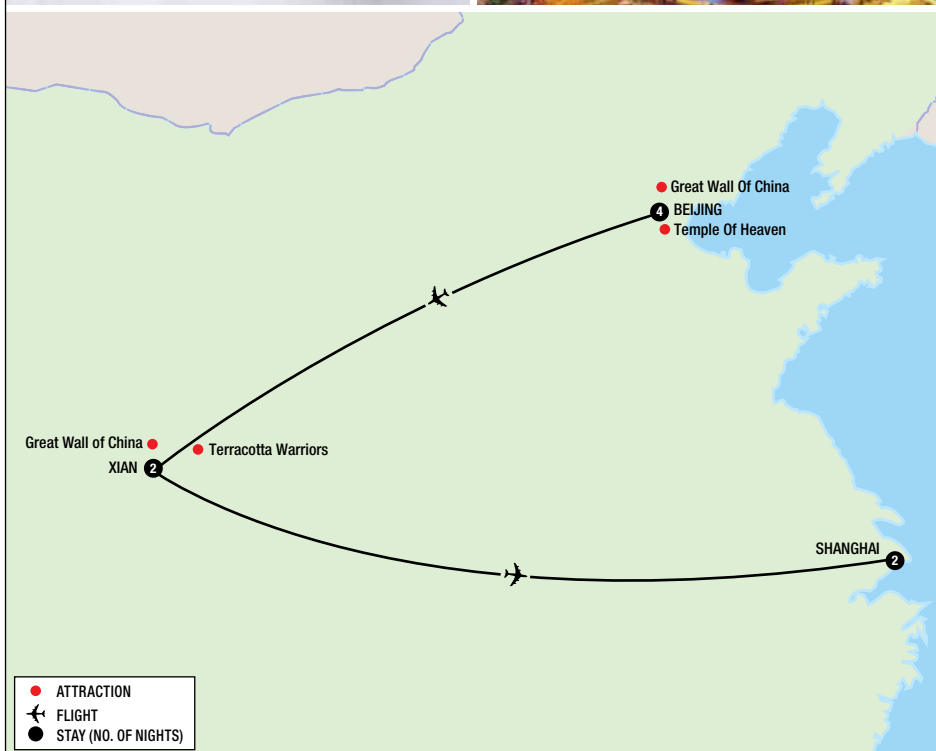 Great Wall Of China
4 BEIJING
Temple Of Heaven
Great Wall of China
Terracotta Warriors
XIAN 2
SHANGHAI 2
ATTRACTION
FLIGHT
STAY (NO. OF NIGHTS)